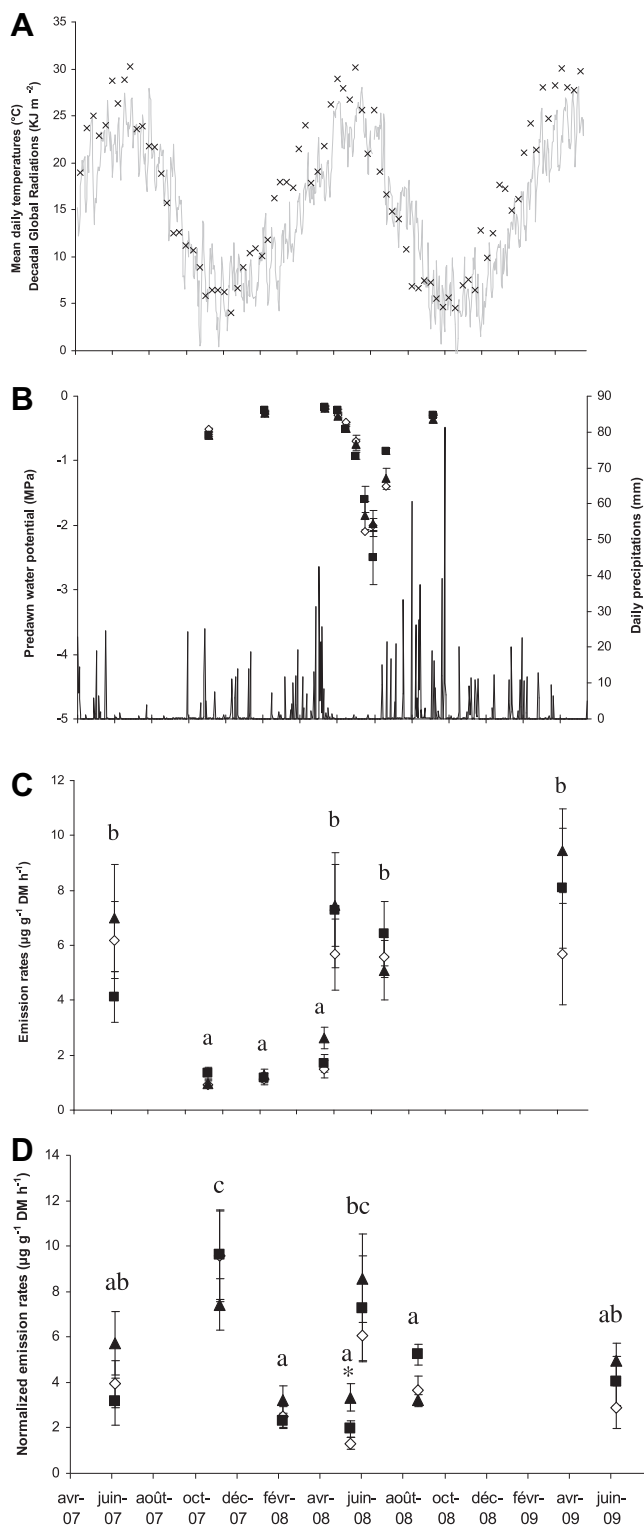 A
Mean daily temperatures (°C)
Decadal Global Radiations (KJ m⁻²)
35
30
25
20
15
10
5
0
B
Predawn water potential (MPa)
-0
-1
-2
-3
-4
-5
90
80
70
60
50
40
30
20
10
0
Daily precipitations (mm)
C
Emission rates (µg g⁻¹ DM h⁻¹)
12
10
8
6
4
2
0
b
a
a
a
b
b
b
D
Normalized emission rates (µg g⁻¹ DM h⁻¹)
14
12
10
8
6
4
2
0
ab
c
a
a
*
bc
a
ab
avr- juin- août- oct- déc- févr- avr- juin- août- oct- déc- févr- avr- juin-
07 07 07 07 07 08 08 08 08 08 08 09 09 09